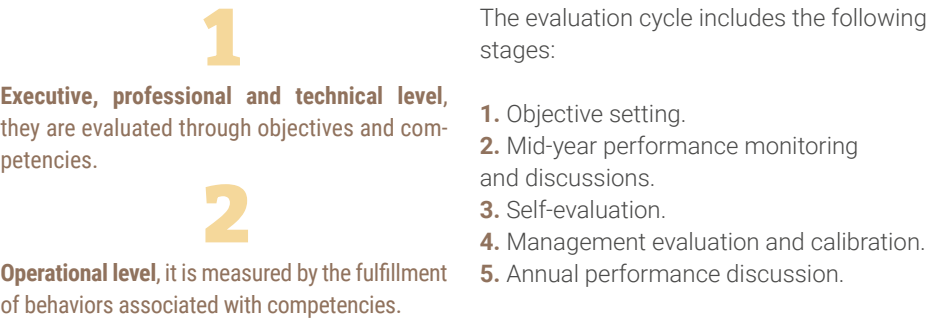 1
Executive, professional and technical level,
they are evaluated through objectives and com-
petencies.
2
Operational level, it is measured by the fulfillment
of behaviors associated with competencies.
The evaluation cycle includes the following
stages:
1. Objective setting.
2. Mid-year performance monitoring
and discussions.
3. Self-evaluation.
4. Management evaluation and calibration.
5. Annual performance discussion.